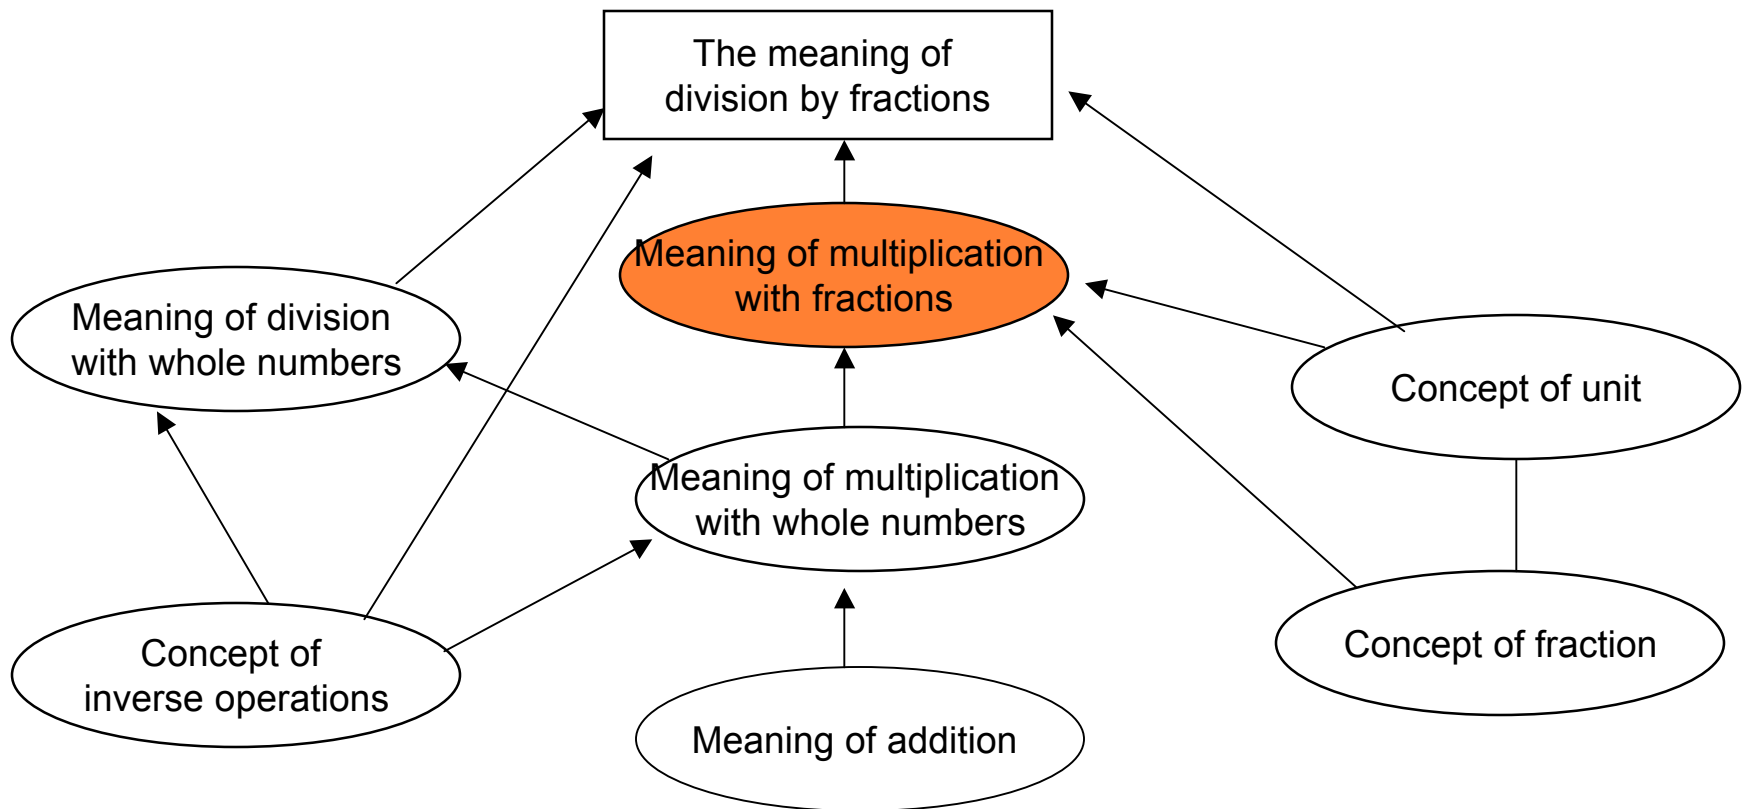 The meaning of
division by fractions
Meaning of multiplication
with fractions
Meaning of division
with whole numbers
Concept of unit
Meaning of multiplication
with whole numbers
Concept of
inverse operations
Concept of fraction
Meaning of addition